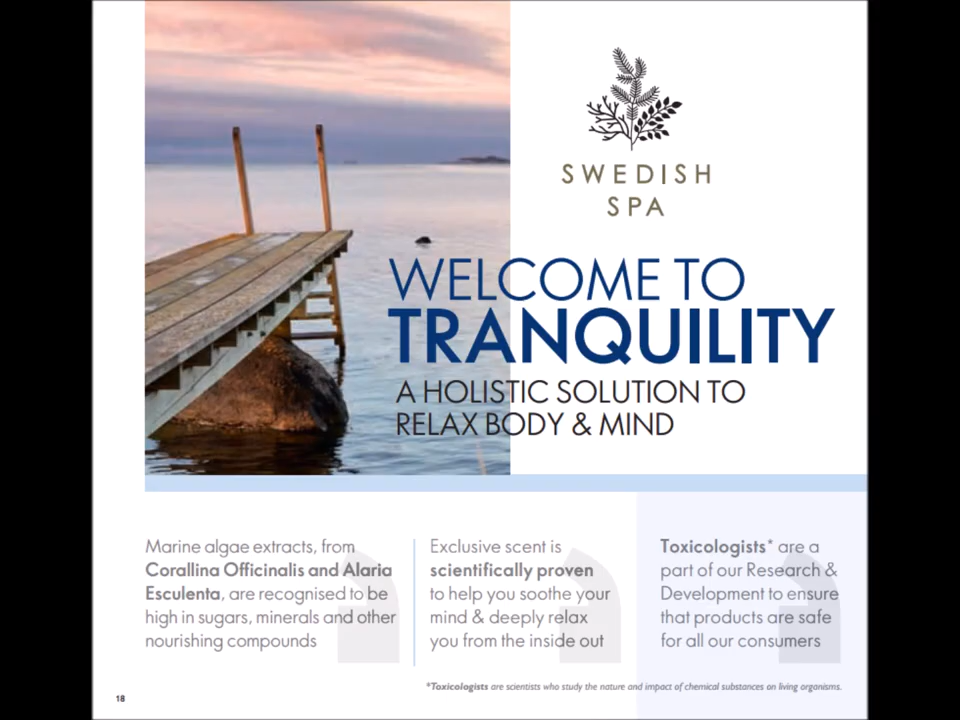 SWEDISH
SPA
WELCOME TO
TRANQUILITY
A HOLISTIC SOLUTION TO
RELAX BODY & MIND
Marine algae extracts, from
Corallina Officinalis and Alaria
Esculenta, are recognised to be
high in sugars, minerals and other
nourishing compounds
Exclusive scent is
scientifically proven
to help you soothe your
mind & deeply relax
you from the inside out
Toxicologists* are a
part of our Research &
Development to ensure
that products are safe
for all our consumers
*Toxicologists are scientists who study the nature and impact of chemical substances on living organisms.
18